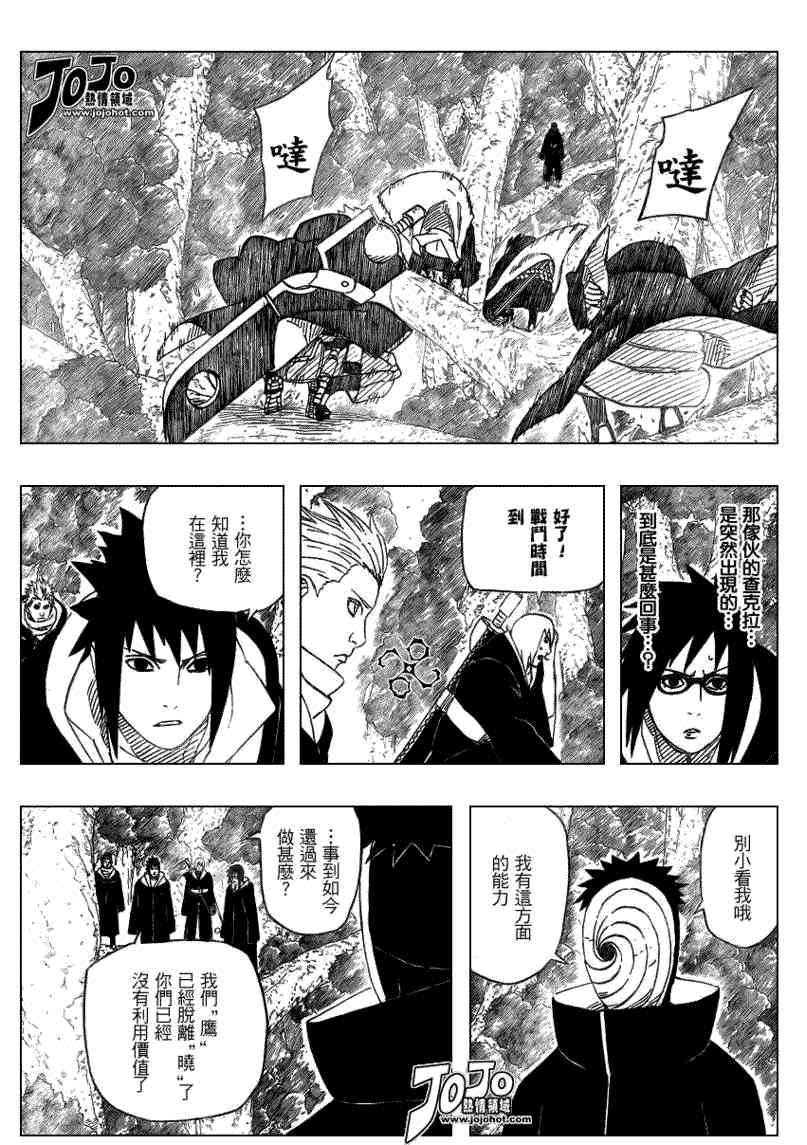 JOJO
熱情領域
www.jojohot.com
噠
噠
那傢伙的查克拉…
是突然出現的…
到底是甚麼回事…?
好了!
戰鬥時間
到
…你怎麼
知道我
在這裡?
別小看我哦
我有這方面
的能力
…事到如今
還過來
做甚麼?
我們"鷹"
已經脫離"曉"了
你們已經
沒有利用價值了
JOJO
熱情領域
www.jojohot.com